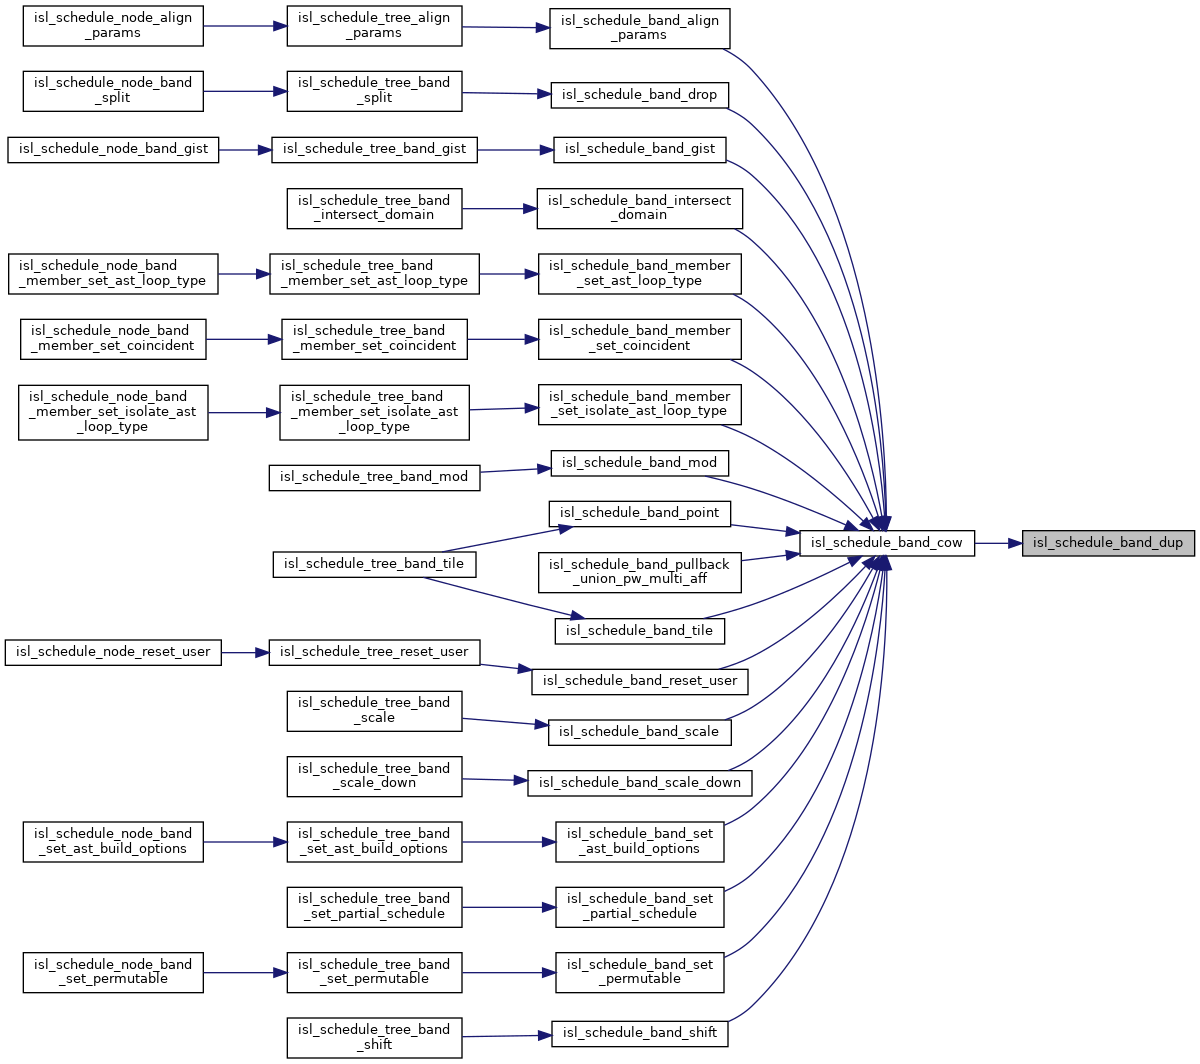 isl_schedule_node_align
_params
isl_schedule_tree_align
_params
isl_schedule_band_align
_params
isl_schedule_node_band
_split
isl_schedule_tree_band
_split
isl_schedule_band_drop
isl_schedule_node_band_gist
isl_schedule_tree_band_gist
isl_schedule_band_gist
isl_schedule_tree_band
_intersect_domain
isl_schedule_band_intersect
_domain
isl_schedule_node_band
_member_set_ast_loop_type
isl_schedule_tree_band
_member_set_ast_loop_type
isl_schedule_band_member
_set_ast_loop_type
isl_schedule_node_band
_member_set_coincident
isl_schedule_tree_band
_member_set_coincident
isl_schedule_band_member
_set_coincident
isl_schedule_node_band
_member_set_isolate_ast
_loop_type
isl_schedule_tree_band
_member_set_isolate_ast
_loop_type
isl_schedule_band_member
_set_isolate_ast_loop_type
isl_schedule_tree_band_mod
isl_schedule_band_mod
isl_schedule_band_point
isl_schedule_tree_band_tile
isl_schedule_band_pullback
_union_pw_multi_aff
isl_schedule_band_tile
isl_schedule_band_cow
isl_schedule_band_dup
isl_schedule_node_reset_user
isl_schedule_tree_reset_user
isl_schedule_band_reset_user
isl_schedule_tree_band
_scale
isl_schedule_band_scale
isl_schedule_tree_band
_scale_down
isl_schedule_band_scale_down
isl_schedule_node_band
_set_ast_build_options
isl_schedule_tree_band
_set_ast_build_options
isl_schedule_band_set
_ast_build_options
isl_schedule_tree_band
_set_partial_schedule
isl_schedule_band_set
_partial_schedule
isl_schedule_node_band
_set_permutable
isl_schedule_tree_band
_set_permutable
isl_schedule_band_set
_permutable
isl_schedule_tree_band
_shift
isl_schedule_band_shift